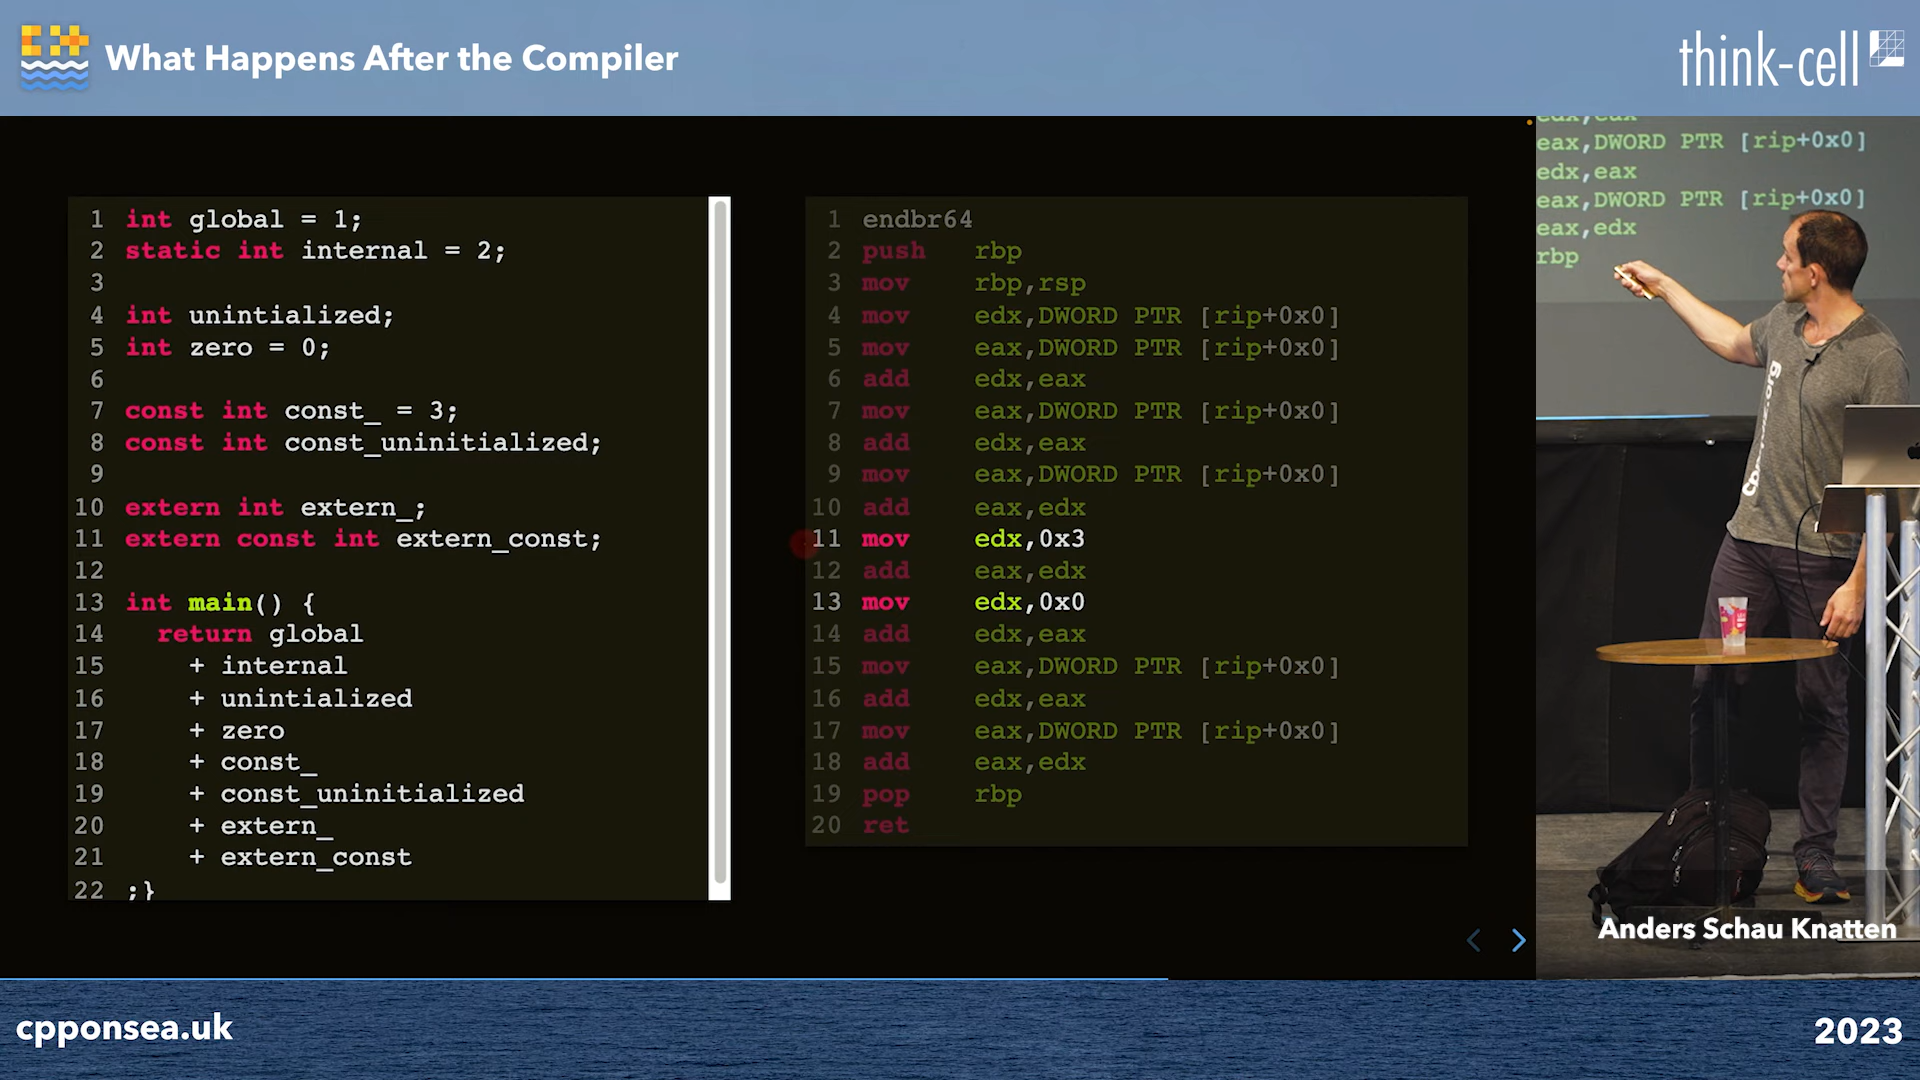 What Happens After the Compiler
think-cell
1 int global = 1;
2 static int internal = 2;
3
4 int unintialized;
5 int zero = 0;
6
7 const int const_ = 3;
8 const int const_uninitialized;
9
10 extern int extern_;
11 extern const int extern_const;
12
13 int main() {
14 return global
15 + internal
16 + unintialized
17 + zero
18 + const_
19 + const_uninitialized
20 + extern_
21 + extern_const
22 ;}
1 endbr64
2 push rbp
3 mov rbp,rsp
4 mov edx,DWORD PTR [rip+0x0]
5 mov eax,DWORD PTR [rip+0x0]
6 add edx,eax
7 mov eax,DWORD PTR [rip+0x0]
8 add edx,eax
9 mov eax,DWORD PTR [rip+0x0]
10 add eax,edx
11 mov edx,0x3
12 add eax,edx
13 mov edx,0x0
14 add edx,eax
15 mov eax,DWORD PTR [rip+0x0]
16 add edx,eax
17 mov eax,DWORD PTR [rip+0x0]
18 add eax,edx
19 pop rbp
20 ret
edx,eax
eax,DWORD PTR [rip+0x0]
edx,eax
eax,DWORD PTR [rip+0x0]
eax,edx
rbp
Anders Schau Knatten
cpponsea.uk
2023